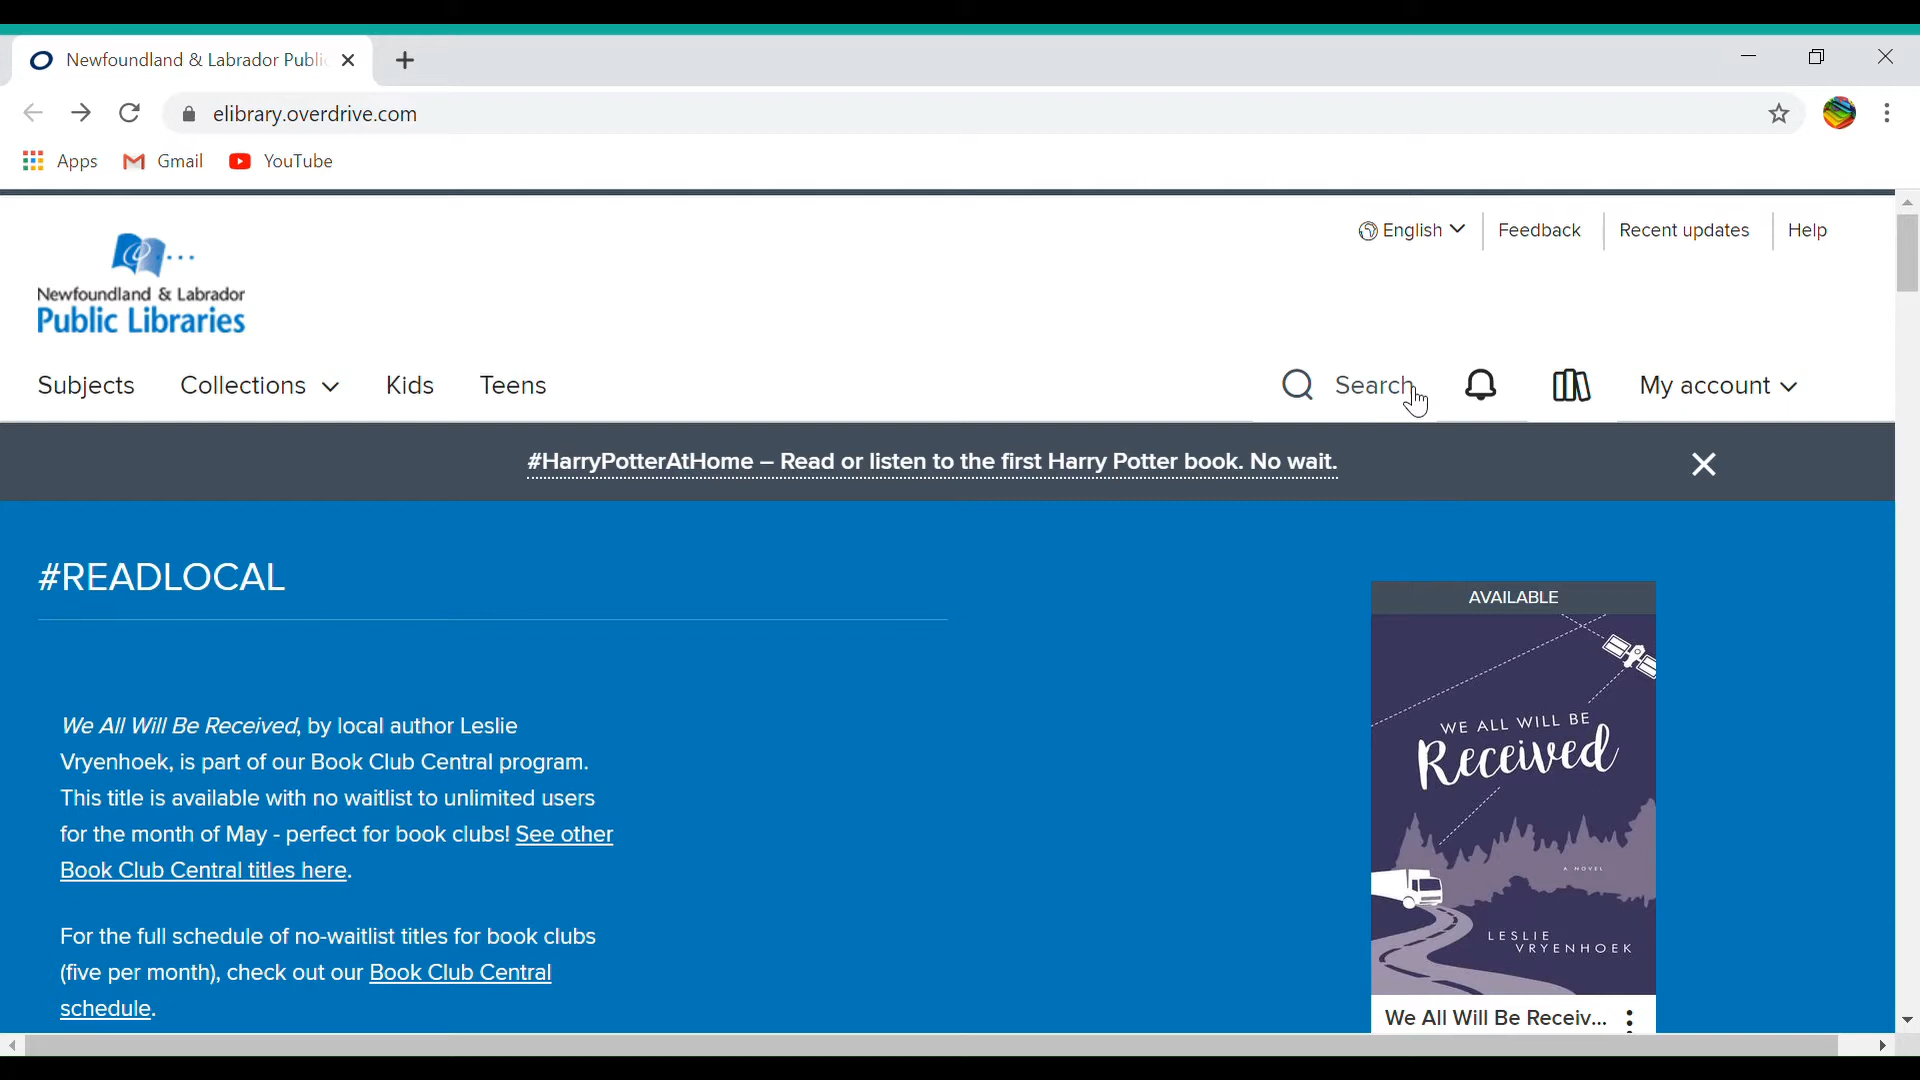 Newfoundland & Labrador Publi
elibrary.overdrive.com
Apps Gmail YouTube
English Feedback Recent updates Help
Newfoundland & Labrador
Public Libraries
Subjects Collections Kids Teens Search My account
#HarryPotterAtHome – Read or listen to the first Harry Potter book. No wait.
#READLOCAL
We All Will Be Received, by local author Leslie
Vryenhoek, is part of our Book Club Central program.
This title is available with no waitlist to unlimited users
for the month of May - perfect for book clubs! See other
Book Club Central titles here.
For the full schedule of no-waitlist titles for book clubs
(five per month), check out our Book Club Central
schedule.
AVAILABLE
WE ALL WILL BE
Received
A NOVEL
LESLIE
VRYENHOEK
We All Will Be Receiv...